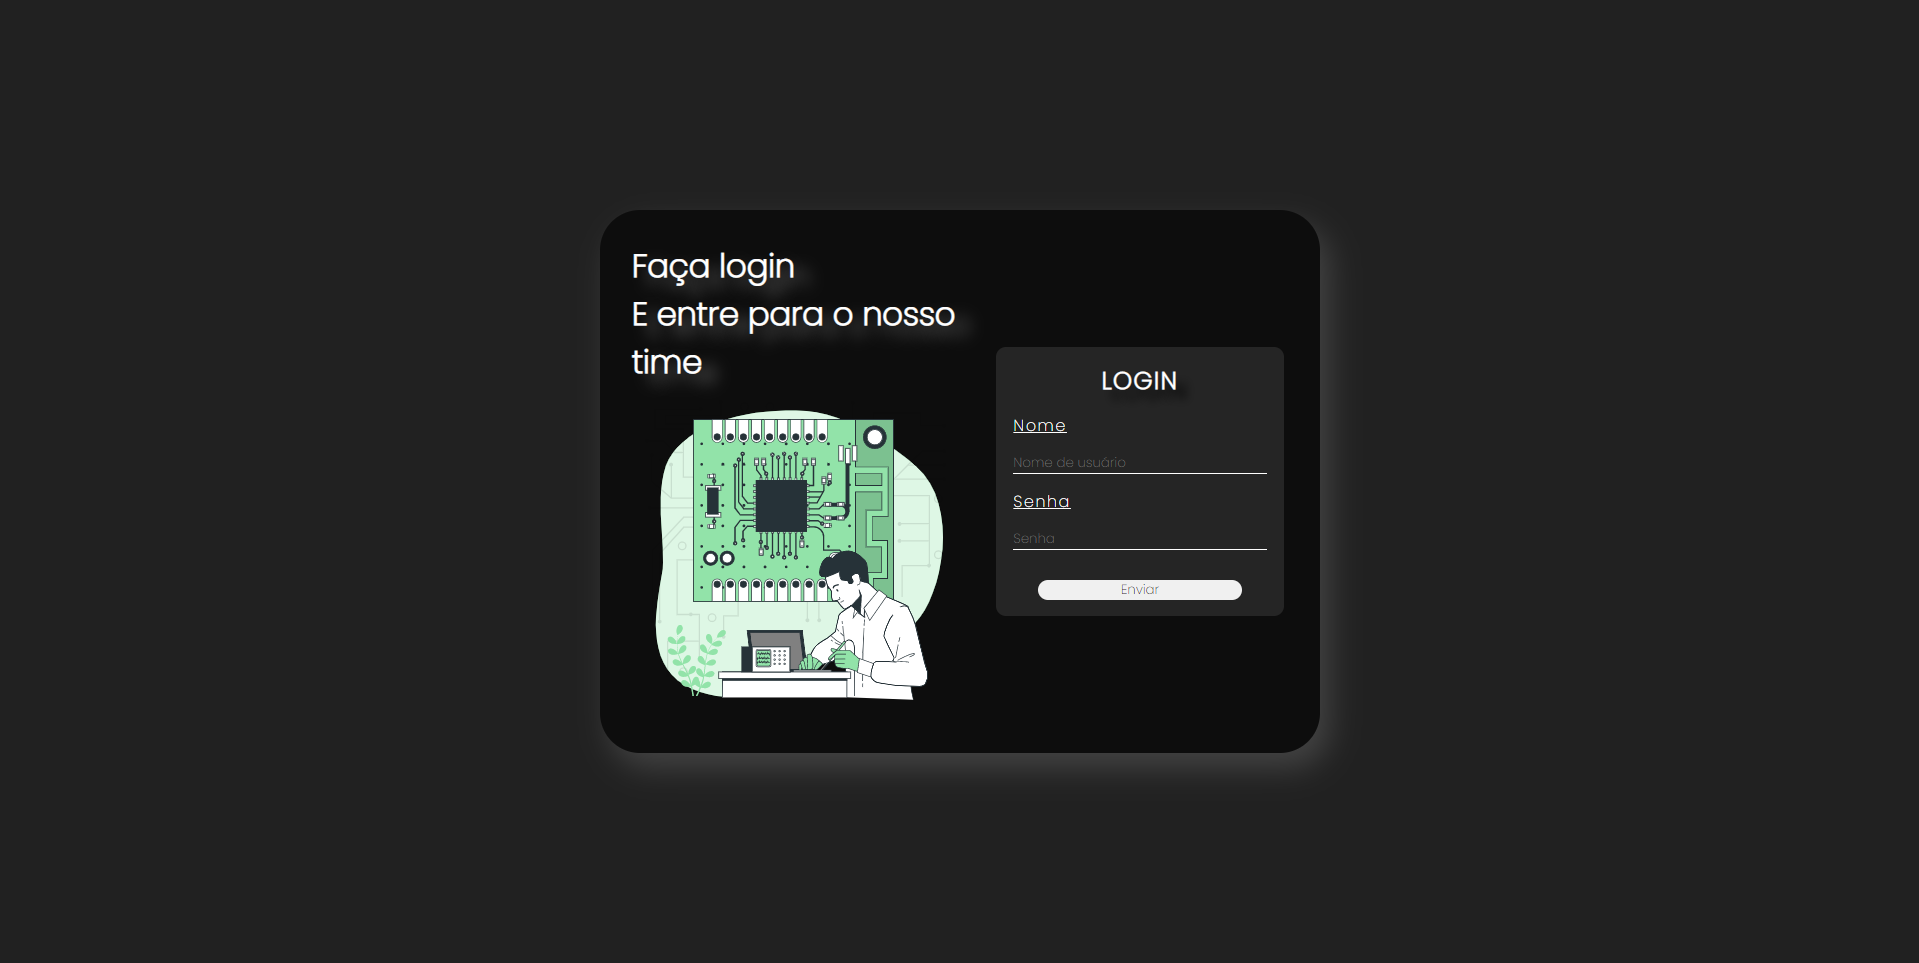 Faça login
E entre para o nosso
time
LOGIN
Nome
Nome de usuário
Senha
Senha
Enviar